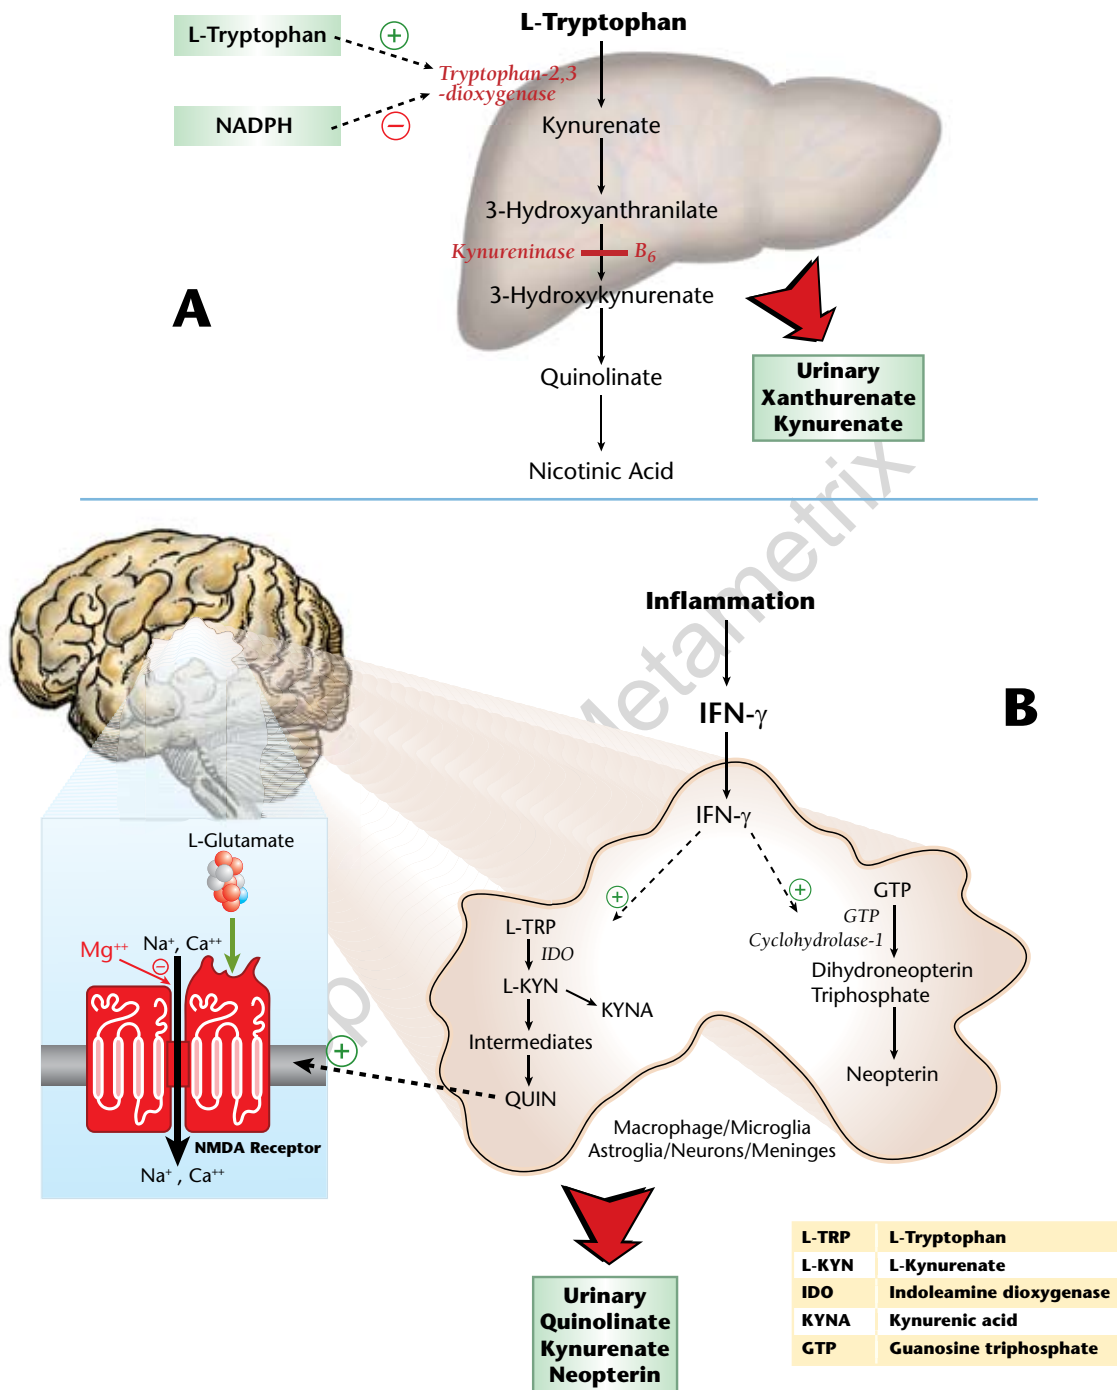 L-Tryptophan
L-Tryptophan
+
Tryptophan-2,3
-dioxygenase
NADPH
−
Kynurenate
3-Hydroxyanthranilate
Kynureninase
B6
3-Hydroxykynurenate
A
Quinolinate
Urinary
Xanthurenate
Kynurenate
Nicotinic Acid
Metametrix
Inflammation
B
IFN-γ
IFN-γ
+
+
L-Glutamate
Na⁺, Ca⁺⁺
Mg⁺⁺
−
+
NMDA Receptor
Na⁺ , Ca⁺⁺
L-TRP
IDO
L-KYN
KYNA
Intermediates
QUIN
GTP
GTP
Cyclohydrolase-1
Dihydroneopterin
Triphosphate
Neopterin
Macrophage/Microglia
Astroglia/Neurons/Meninges
Urinary
Quinolinate
Kynurenate
Neopterin
L-TRP L-Tryptophan
L-KYN L-Kynurenate
IDO Indoleamine dioxygenase
KYNA Kynurenic acid
GTP Guanosine triphosphate